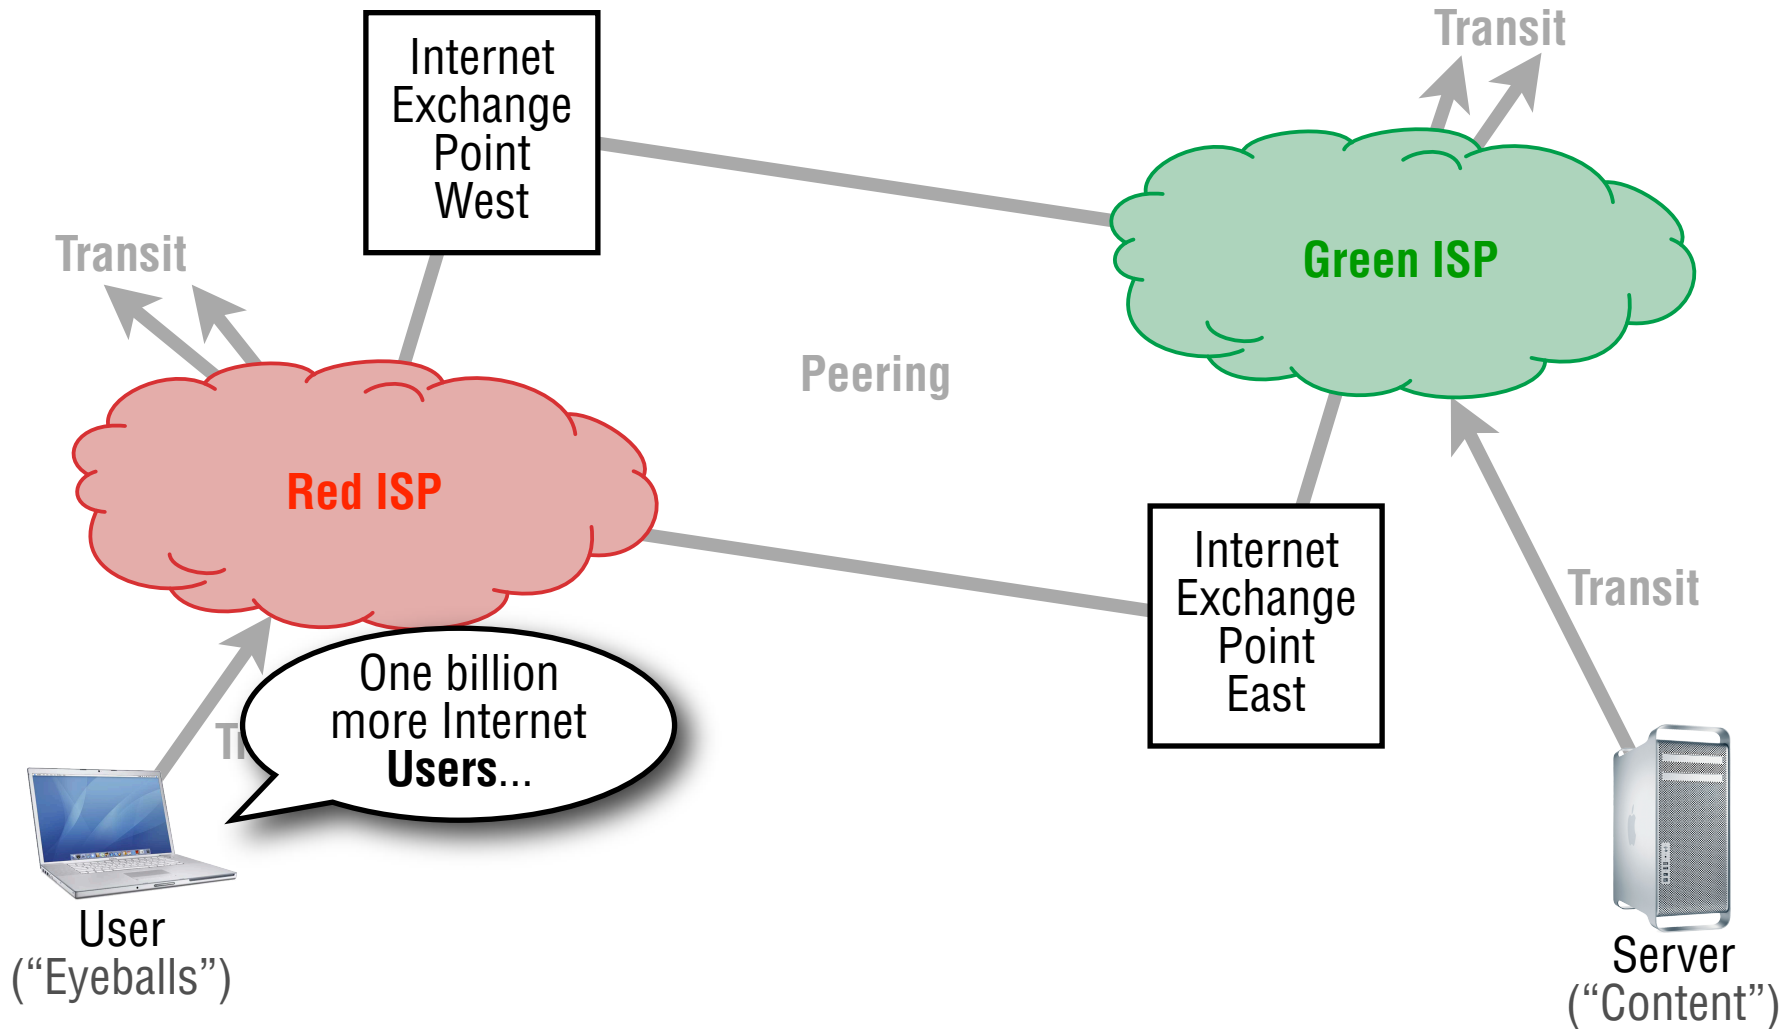 Internet
Exchange
Point
West
Transit
Transit
Green ISP
Peering
Red ISP
Internet
Exchange
Point
East
Transit
One billion
more Internet
Users...
User
(“Eyeballs”)
Server
(“Content”)